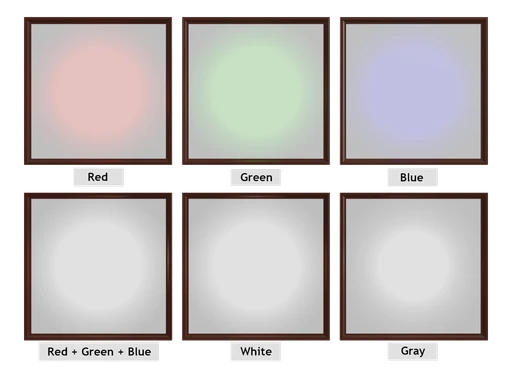 Red
Green
Blue
Red + Green + Blue
White
Gray